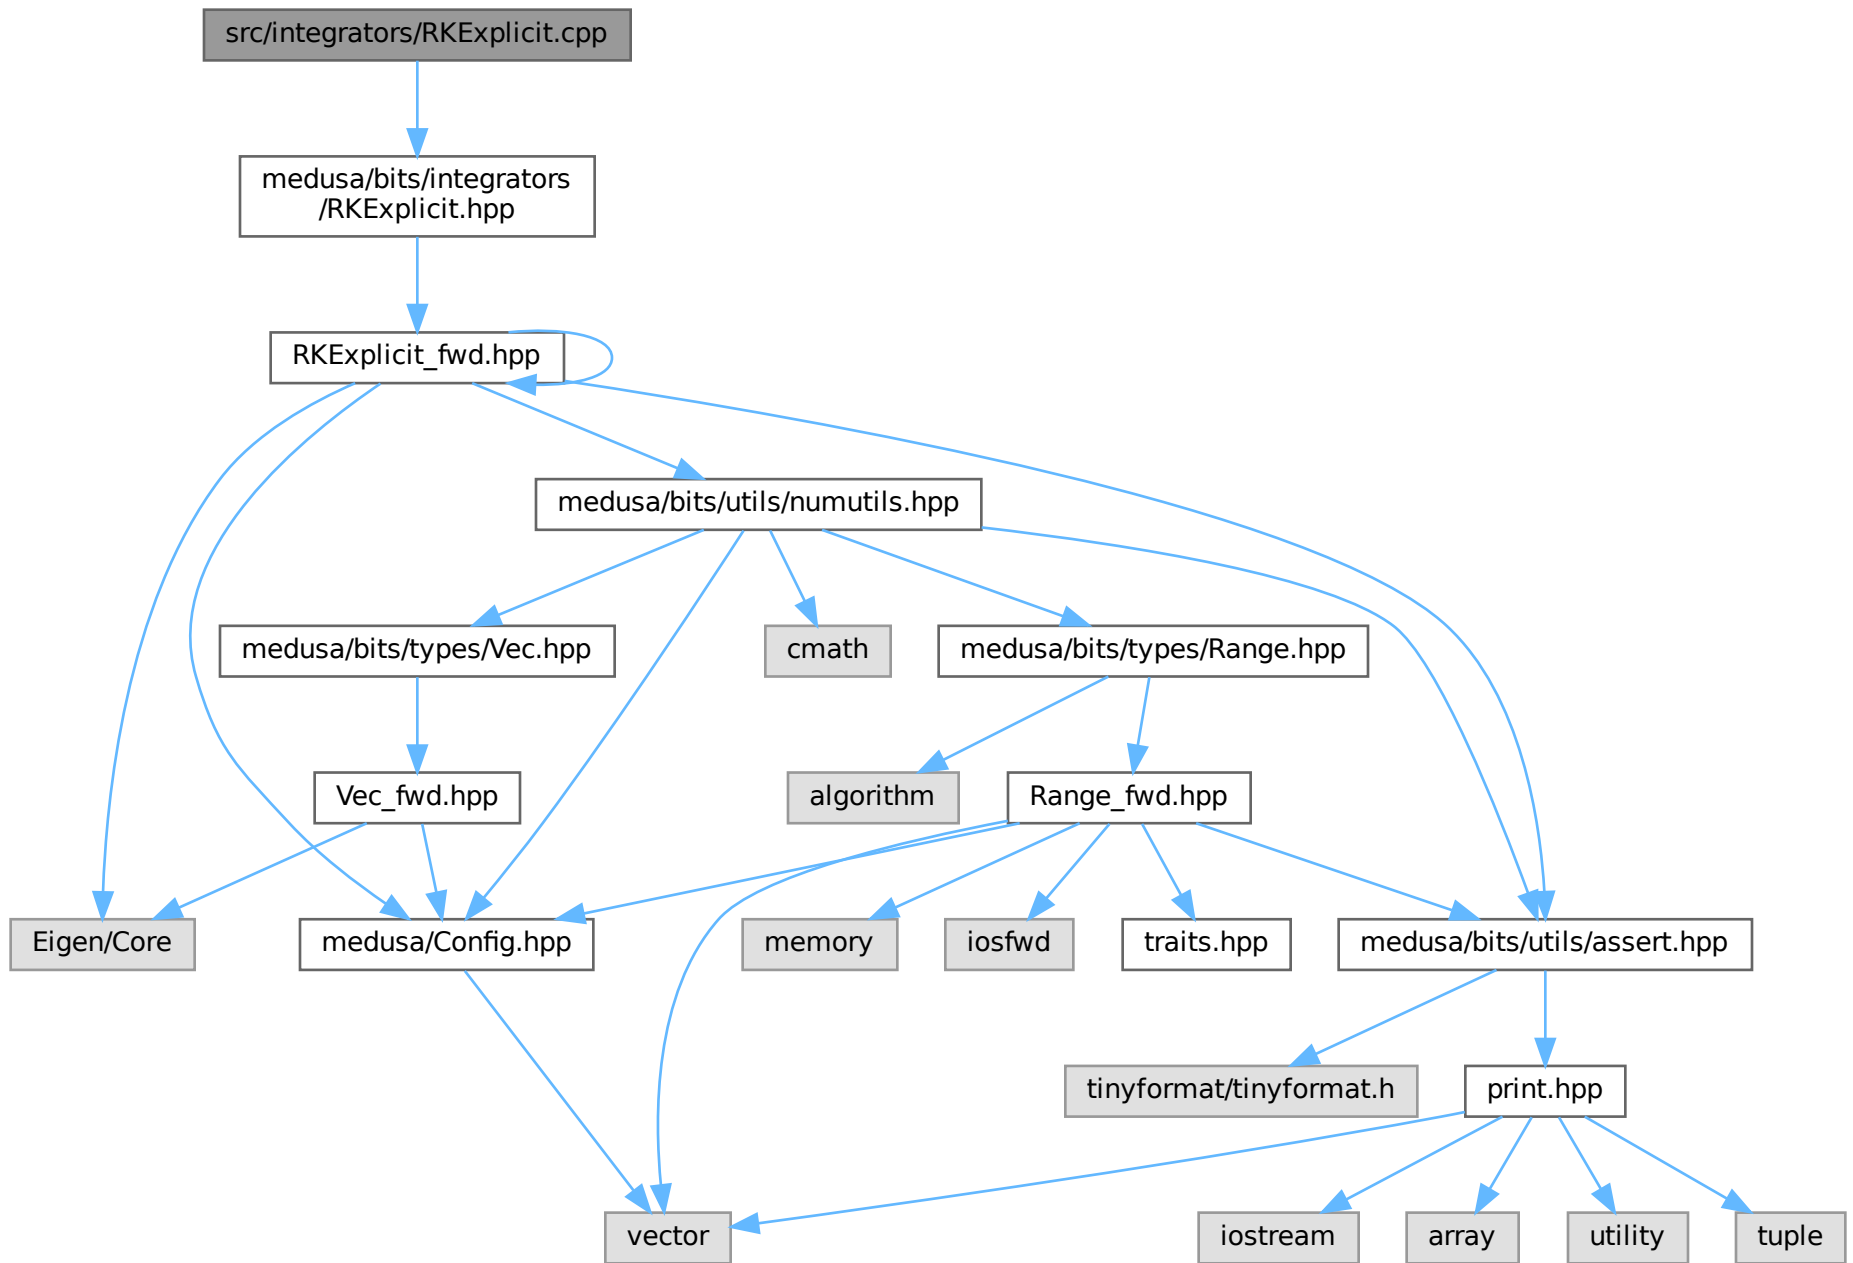 src/integrators/RKExplicit.cpp
medusa/bits/integrators
/RKExplicit.hpp
RKExplicit_fwd.hpp
medusa/bits/utils/numutils.hpp
medusa/bits/types/Vec.hpp
cmath
medusa/bits/types/Range.hpp
Vec_fwd.hpp
algorithm
Range_fwd.hpp
Eigen/Core
medusa/Config.hpp
memory
iosfwd
traits.hpp
medusa/bits/utils/assert.hpp
tinyformat/tinyformat.h
print.hpp
vector
iostream
array
utility
tuple